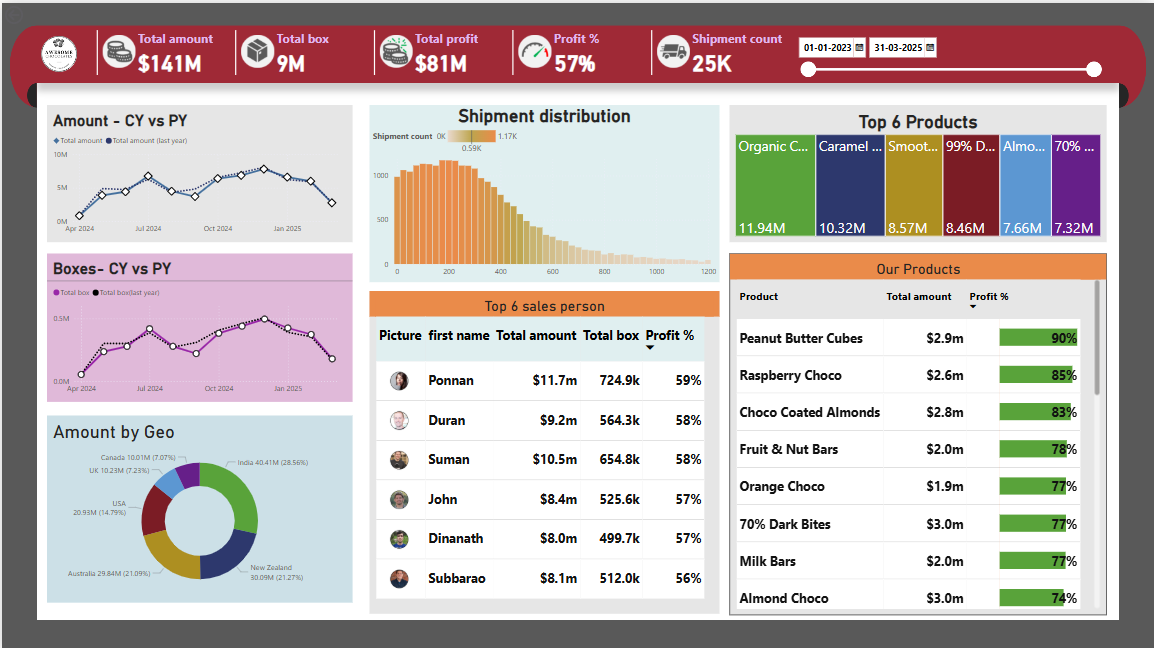 AWESOME
CHOCOLATES
Total amount
$141M
Total box
9M
Total profit
$81M
Profit %
57%
Shipment count
25K
01-01-2023
31-03-2025
Amount - CY vs PY
Total amount Total amount (last year)
10M
5M
0M
Apr 2024 Jul 2024 Oct 2024 Jan 2025
Boxes- CY vs PY
Total box Total box(last year)
0.5M
0.0M
Apr 2024 Jul 2024 Oct 2024 Jan 2025
Amount by Geo
Canada 10.01M (7.07%)
UK 10.23M (7.23%)
USA
20.93M (14.79%)
Australia 29.84M (21.09%)
India 40.41M (28.56%)
New Zealand
30.09M (21.27%)
Shipment distribution
Shipment count 0K 1.17K
0.59K
1000
500
0
0 200 400 600 800 1000 1200
Top 6 sales person
Picture first name Total amount Total box Profit %
Ponnan $11.7m 724.9k 59%
Duran $9.2m 564.3k 58%
Suman $10.5m 654.8k 58%
John $8.4m 525.6k 57%
Dinanath $8.0m 499.7k 57%
Subbarao $8.1m 512.0k 56%
Top 6 Products
Organic C... Caramel ... Smoot... 99% D... Almo... 70% ...
11.94M 10.32M 8.57M 8.46M 7.66M 7.32M
Our Products
Product Total amount Profit %
Peanut Butter Cubes $2.9m 90%
Raspberry Choco $2.6m 85%
Choco Coated Almonds $2.8m 83%
Fruit & Nut Bars $2.0m 78%
Orange Choco $1.9m 77%
70% Dark Bites $3.0m 77%
Milk Bars $2.0m 77%
Almond Choco $3.0m 74%